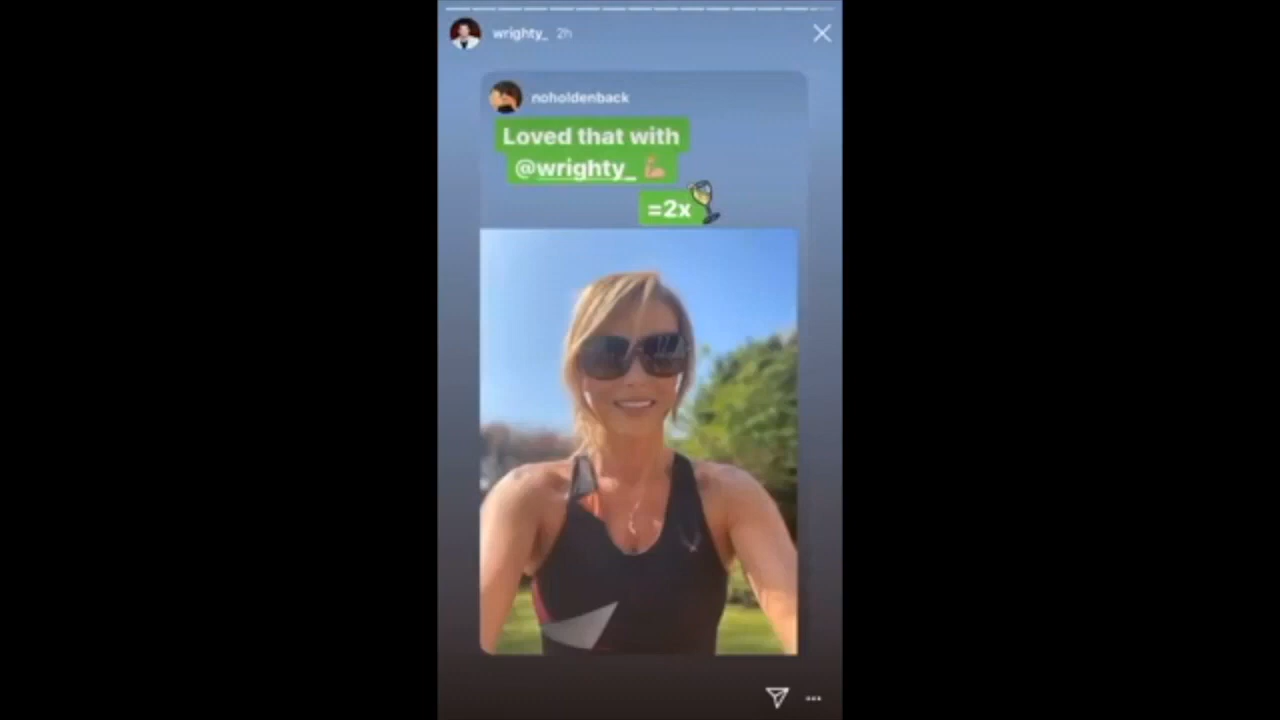 wrighty_ 2h
noholdenback
Loved that with
@wrighty_ 💪
=2x